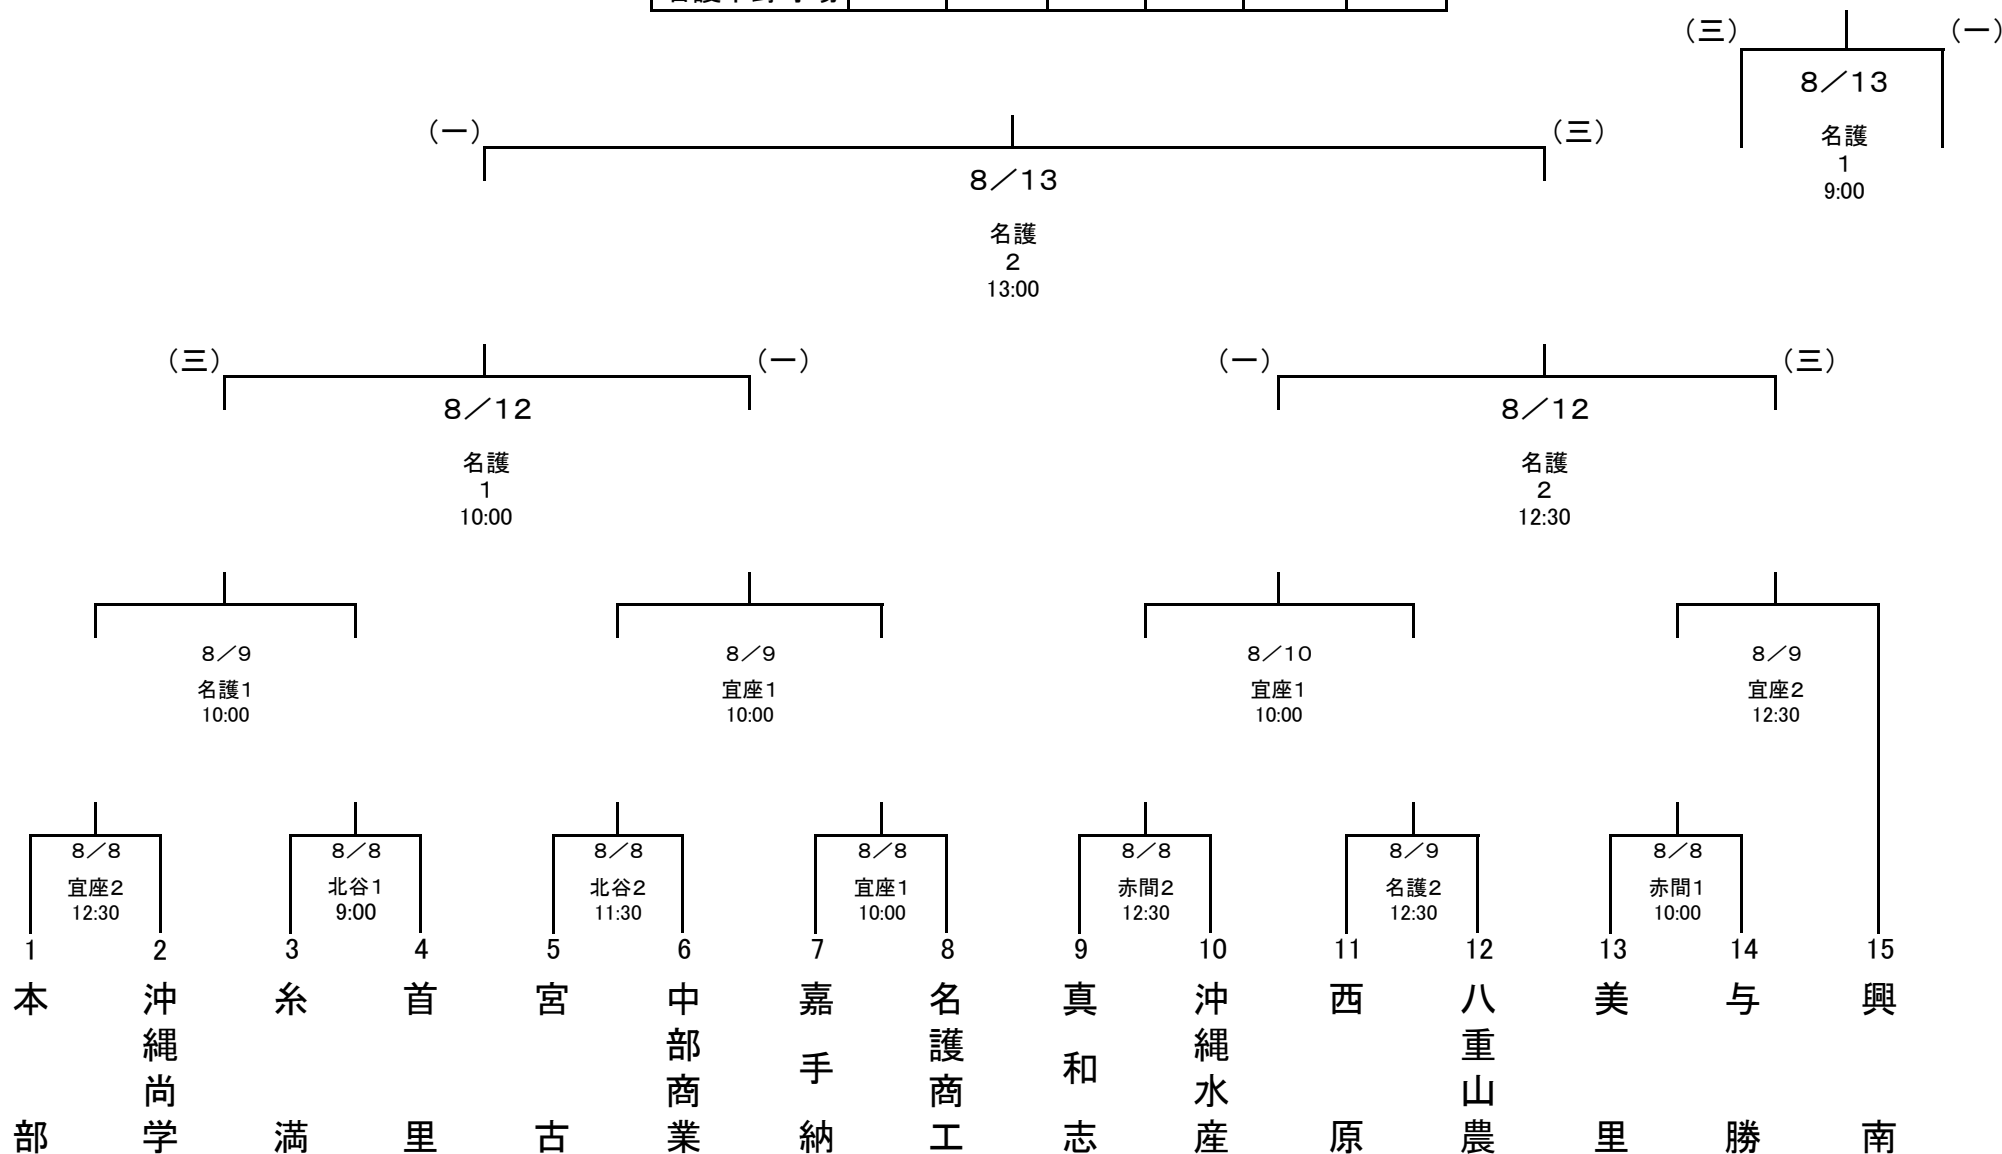 (三) (一)
8／13
名護
1
9:00
(一) (三)
8／13
名護
2
13:00
(三) (一) (一) (三)
8／12 8／12
名護 名護
1 2
10:00 12:30
8／9 8／9 8／10 8／9
名護1 宜座1 宜座1 宜座2
10:00 10:00 10:00 12:30
8／8 8／8 8／8 8／8 8／8 8／9 8／8
宜座2 北谷1 北谷2 宜座1 赤間2 名護2 赤間1
12:30 9:00 11:30 10:00 12:30 12:30 10:00
1 2 3 4 5 6 7 8 9 10 11 12 13 14 15
本部
沖縄尚学
糸満
首里
宮古
中部商業
嘉手納
名護商工
真和志
沖縄水産
西原
八重山農
美里
与勝
興南